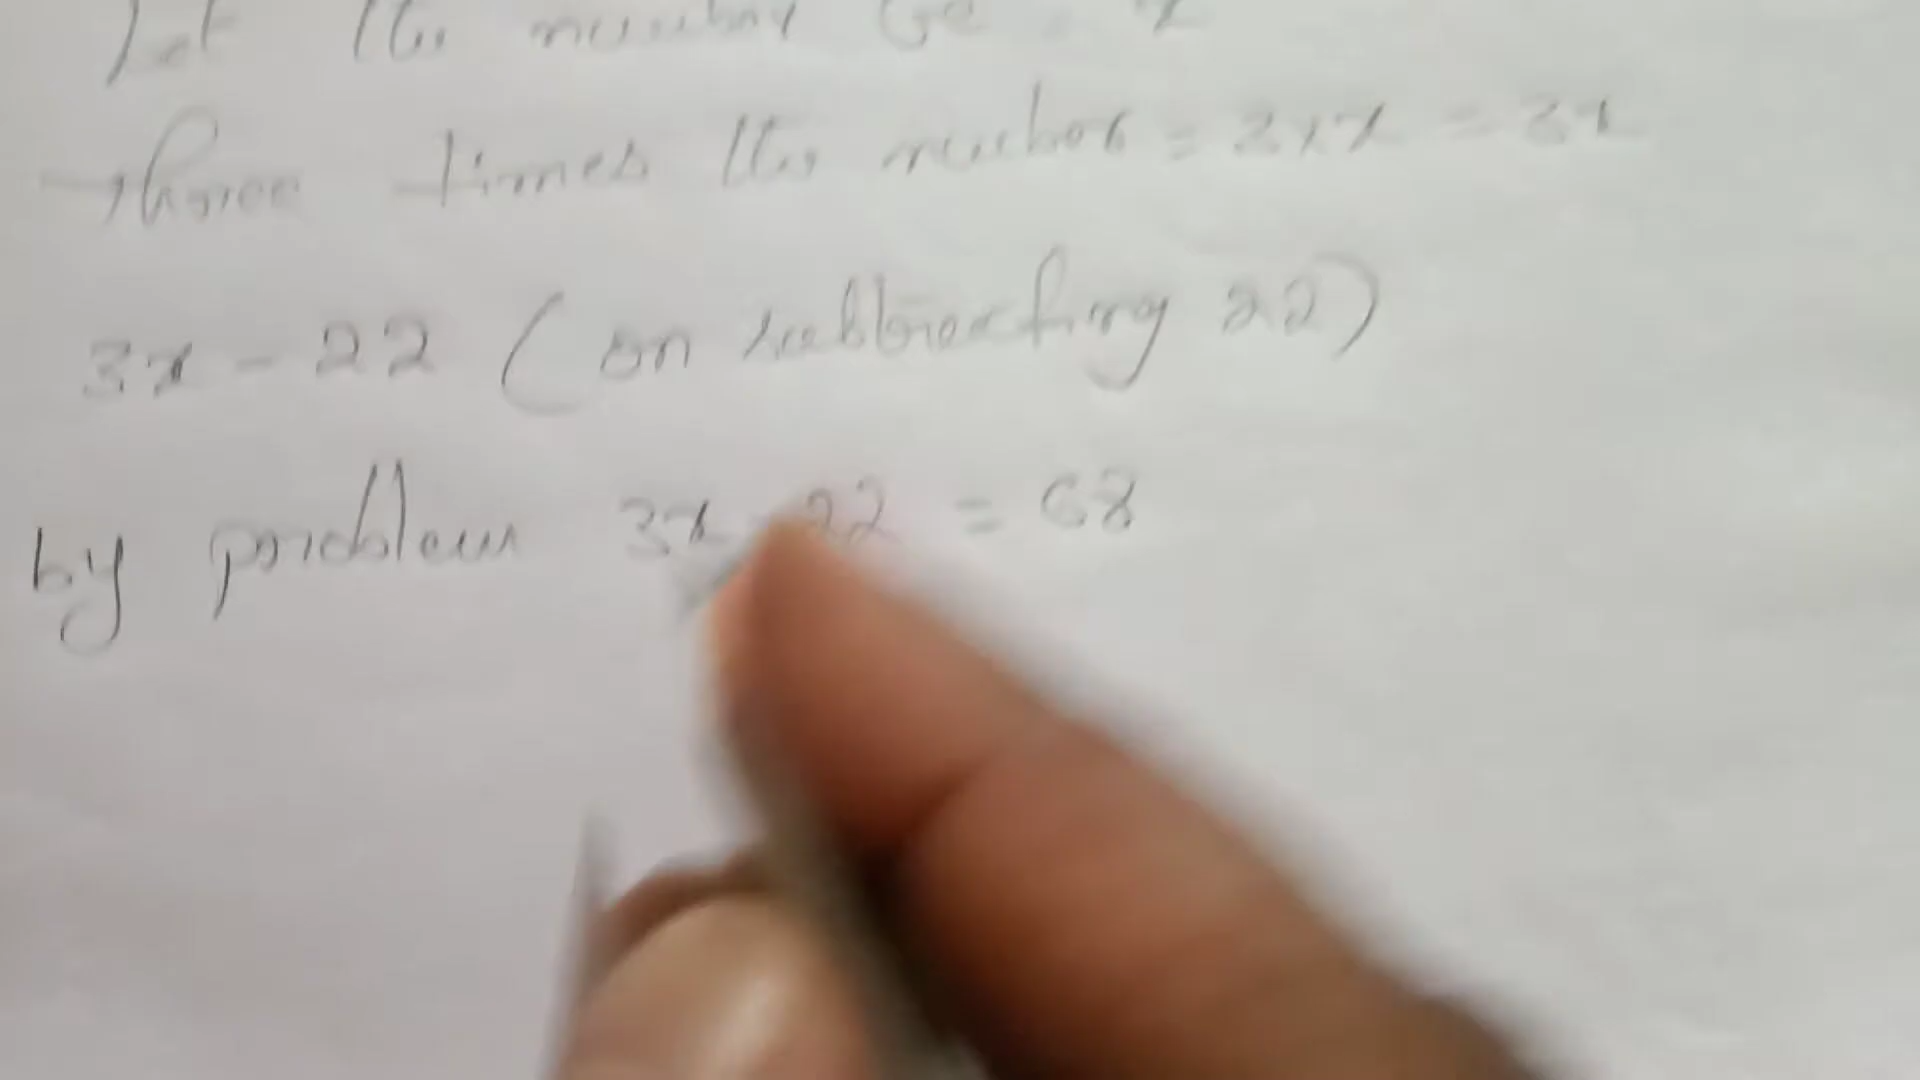 Let the number be = x
three times the number = 3×x = 3x
3x - 22 (on subtracting 22)
by problem 3x - 22 = 68